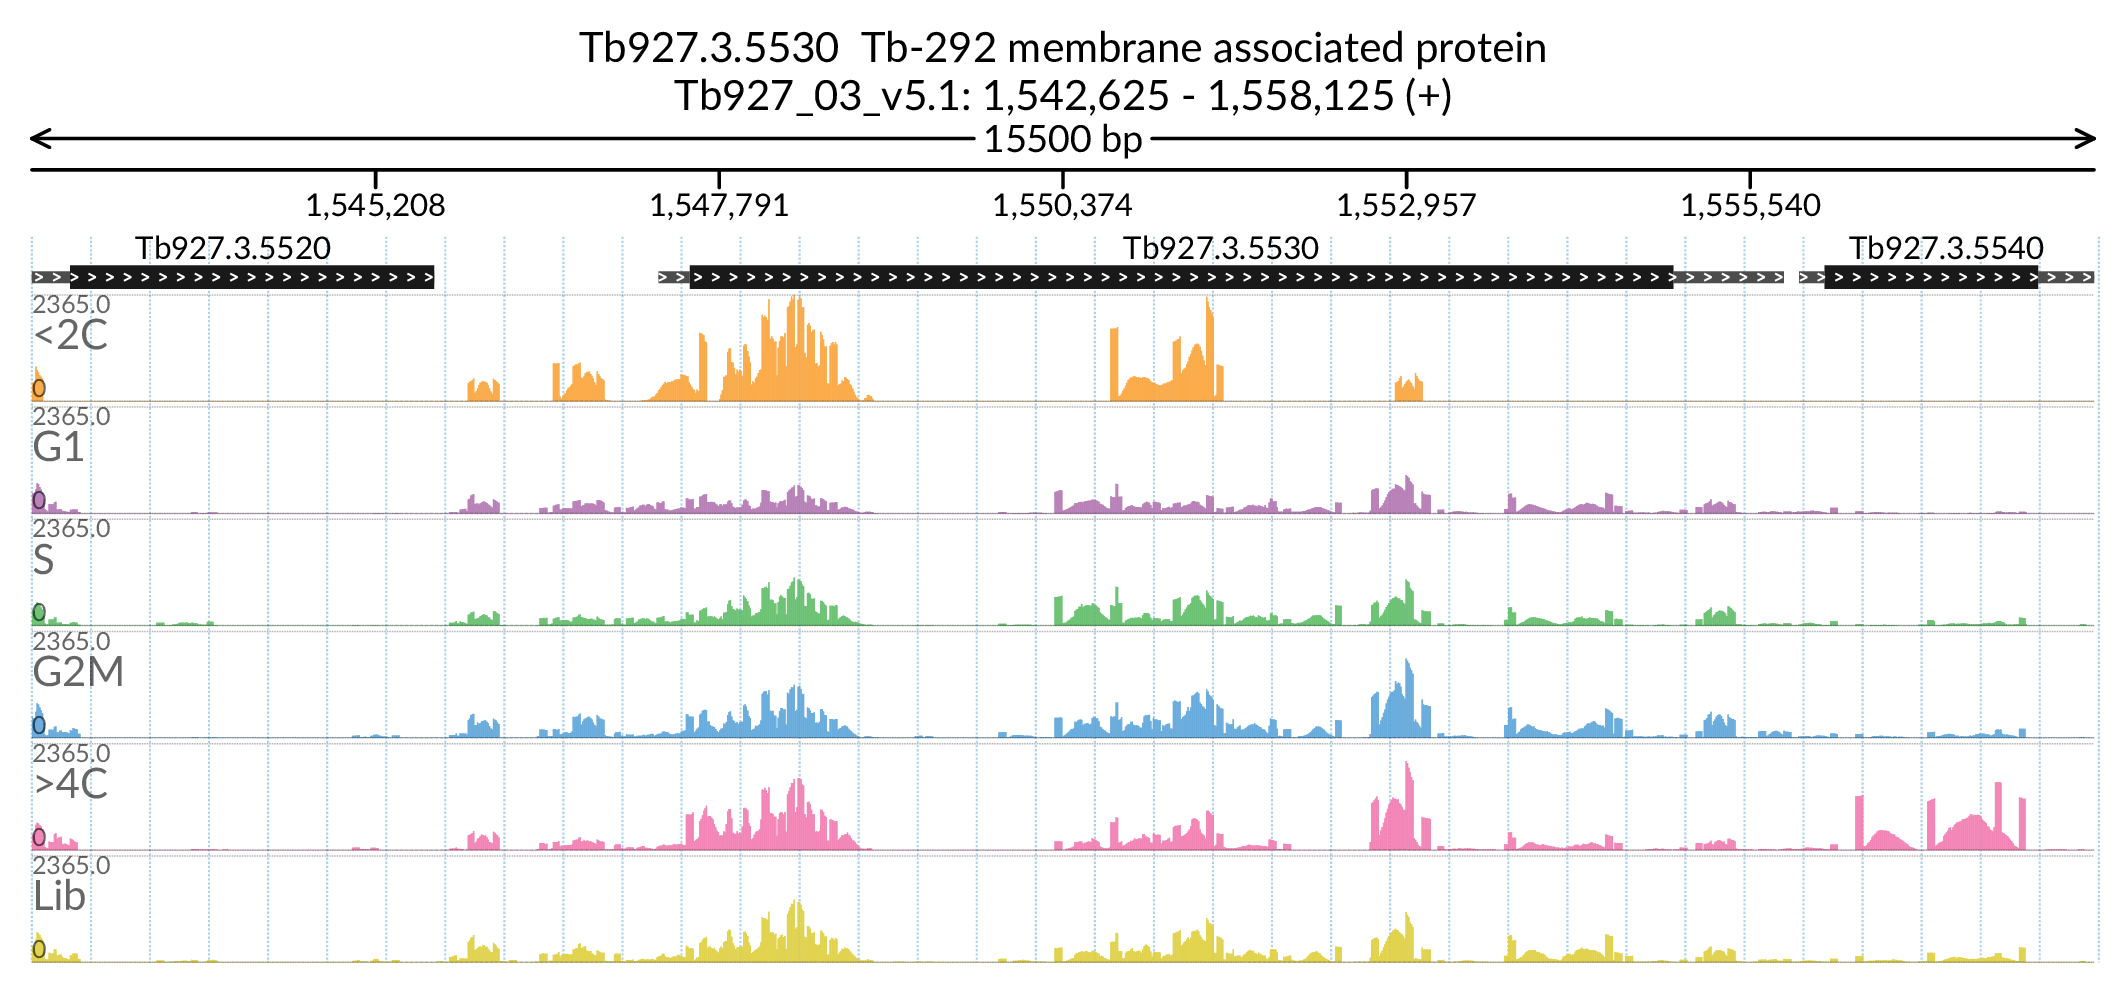 Tb927.3.5530  Tb-292 membrane associated protein
Tb927_03_v5.1: 1,542,625 - 1,558,125 (+)
15500 bp
1,545,208 1,547,791 1,550,374 1,552,957 1,555,540
Tb927.3.5520 Tb927.3.5530 Tb927.3.5540
2365.0
<2C
0
2365.0
G1
0
2365.0
S
0
2365.0
G2M
0
2365.0
>4C
0
2365.0
Lib
0